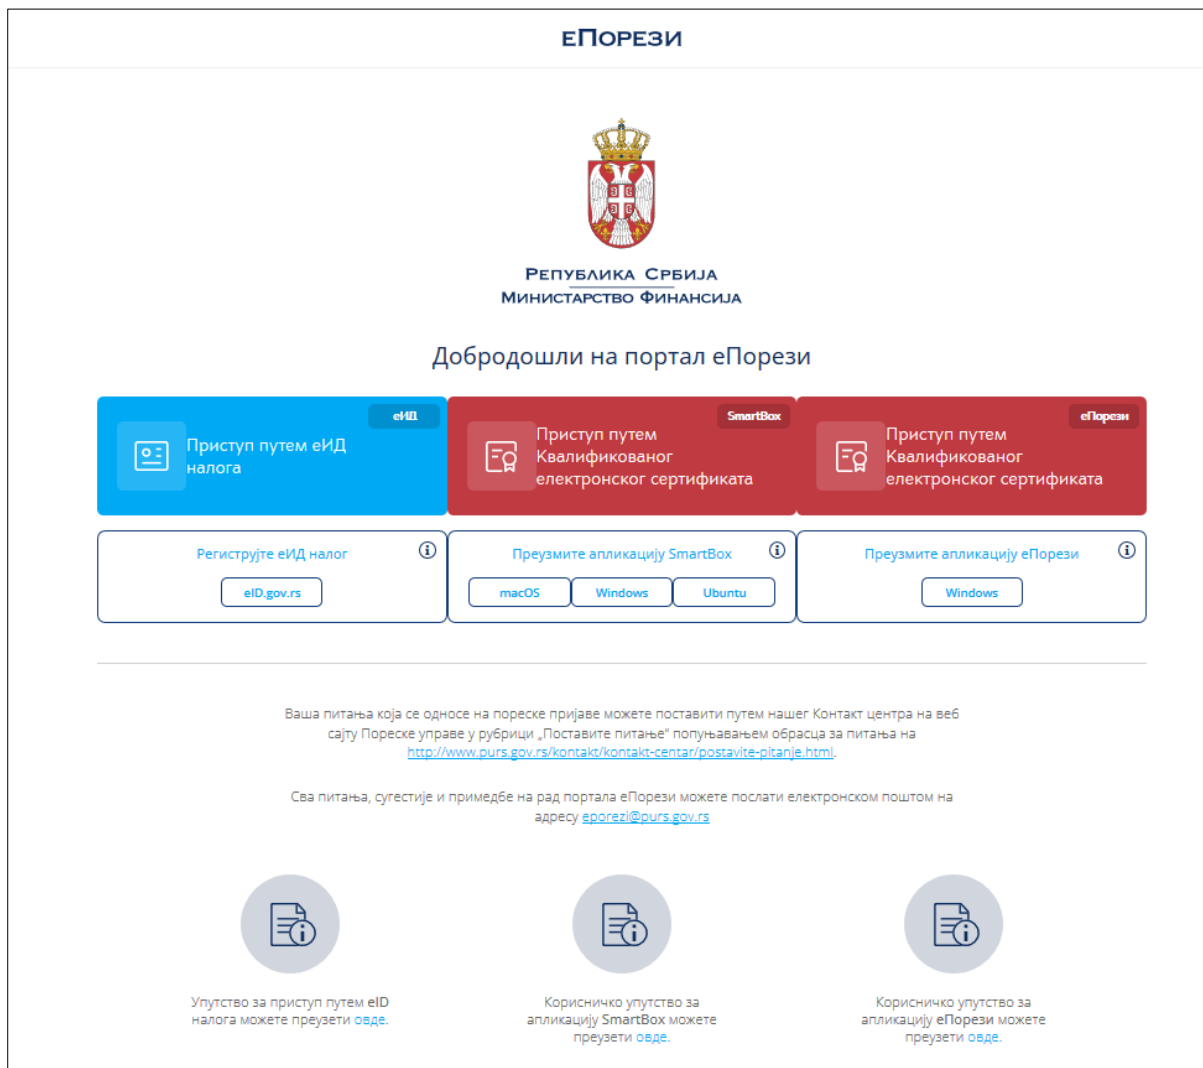 еПорези
Република Србија
Министарство Финансија
Добродошли на портал еПорези
еИД
Приступ путем еИД
налога
SmartBox
Приступ путем
Квалификованог
електронског сертификата
еПорези
Приступ путем
Квалификованог
електронског сертификата
Региструјте еИД налог
eID.gov.rs
Преузмите апликацију SmartBox
macOS Windows Ubuntu
Преузмите апликацију еПорези
Windows
Ваша питања која се односе на пореске пријаве можете поставити путем нашег Контакт центра на веб
сајту Пореске управе у рубрици „Поставите питање“ попуњавањем обрасца за питања на
http://www.purs.gov.rs/kontakt/kontakt-centar/postavite-pitanje.html.
Сва питања, сугестије и примедбе на рад портала еПорези можете послати електронском поштом на
адресу eporezi@purs.gov.rs
Упутство за приступ путем eID
налога можете преузети овде.
Корисничко упутство за
апликацију SmartBox можете
преузети овде.
Корисничко упутство за
апликацију еПорези можете
преузети овде.